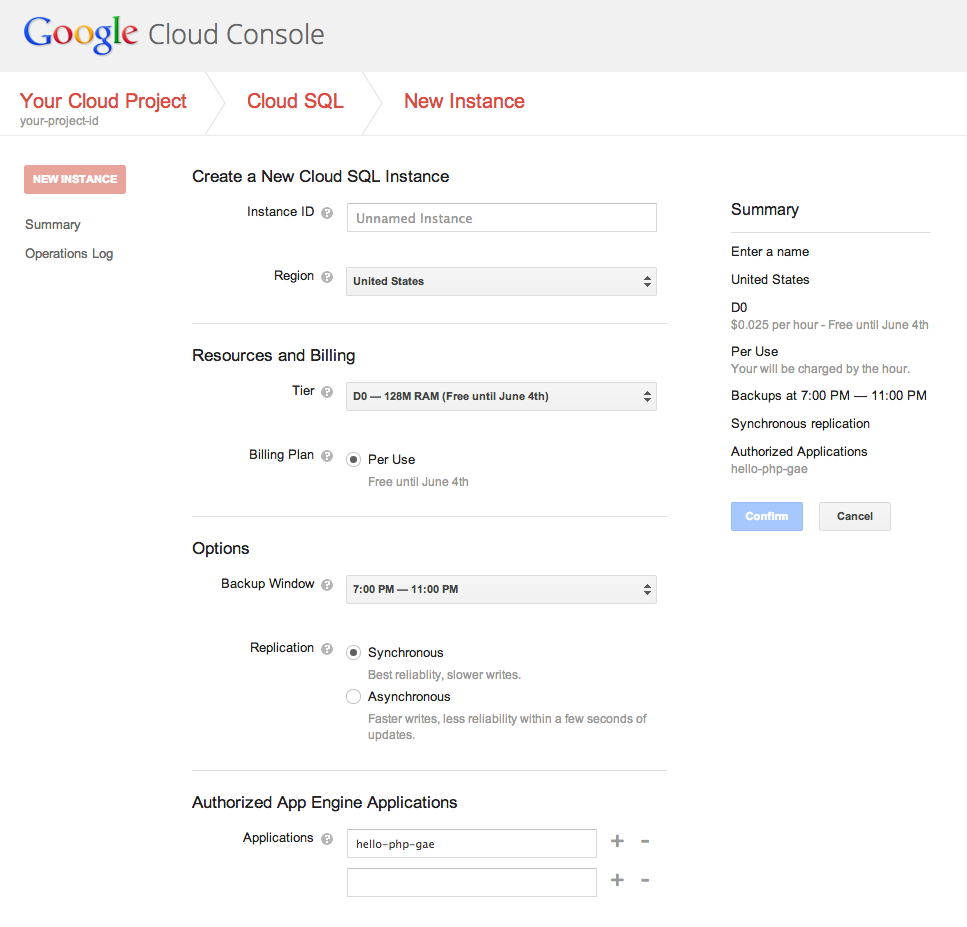 Google Cloud Console
Your Cloud Project
your-project-id
Cloud SQL
New Instance
NEW INSTANCE
Summary
Operations Log
Create a New Cloud SQL Instance
Instance ID ?
Unnamed Instance
Region ?
United States
Resources and Billing
Tier ?
D0 — 128M RAM (Free until June 4th)
Billing Plan ?
Per Use
Free until June 4th
Options
Backup Window ?
7:00 PM — 11:00 PM
Replication ?
Synchronous
Best reliablity, slower writes.
Asynchronous
Faster writes, less reliability within a few seconds of
updates.
Authorized App Engine Applications
Applications ?
hello-php-gae
+ -
+ -
Summary
Enter a name
United States
D0
$0.025 per hour - Free until June 4th
Per Use
Your will be charged by the hour.
Backups at 7:00 PM — 11:00 PM
Synchronous replication
Authorized Applications
hello-php-gae
Confirm
Cancel